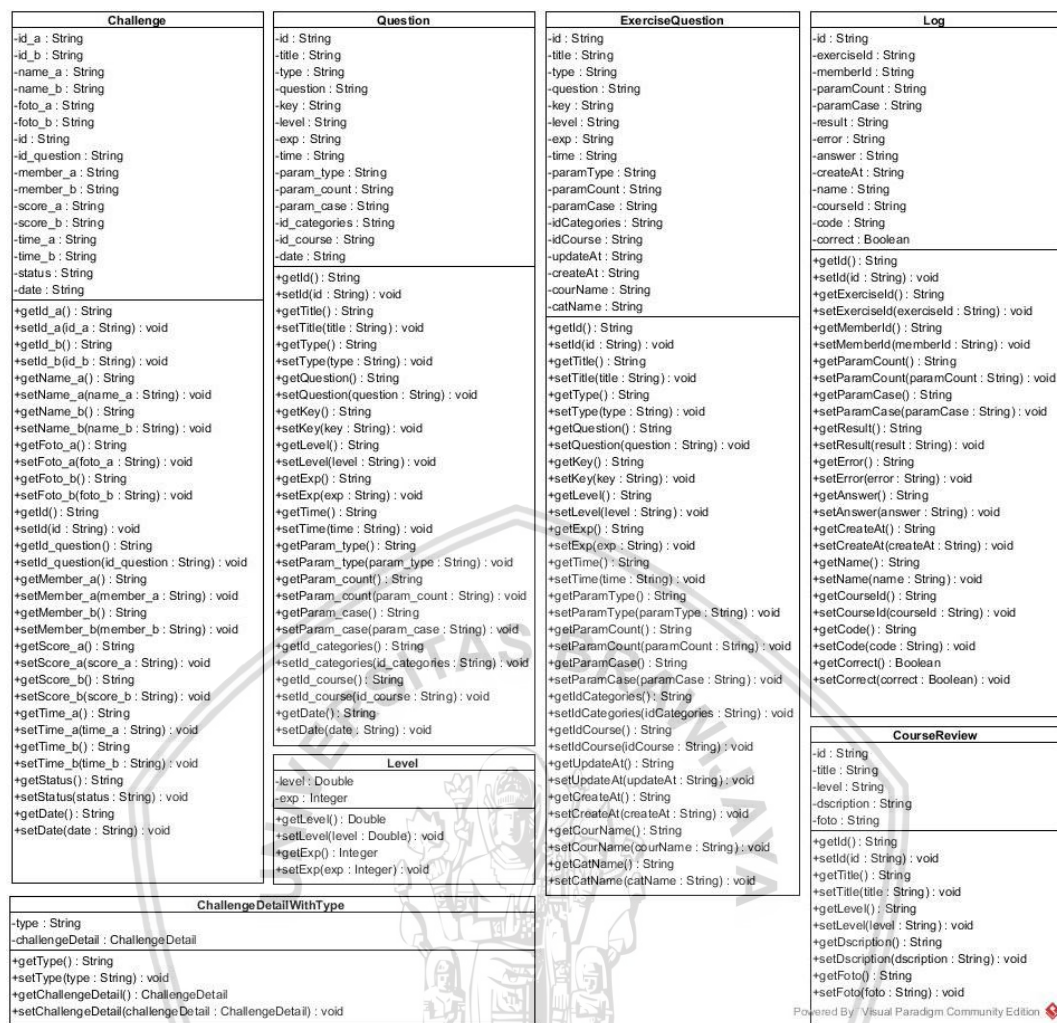 Challenge
-id_a : String
-id_b : String
-name_a : String
-name_b : String
-foto_a : String
-foto_b : String
-id : String
-id_question : String
-member_a : String
-member_b : String
-score_a : String
-score_b : String
-time_a : String
-time_b : String
-status : String
-date : String
+getId_a() : String
+setId_a(id_a : String) : void
+getId_b() : String
+setId_b(id_b : String) : void
+getName_a() : String
+setName_a(name_a : String) : void
+getName_b() : String
+setName_b(name_b : String) : void
+getFoto_a() : String
+setFoto_a(foto_a : String) : void
+getFoto_b() : String
+setFoto_b(foto_b : String) : void
+getId() : String
+setId(id : String) : void
+getId_question() : String
+setId_question(id_question : String) : void
+getMember_a() : String
+setMember_a(member_a : String) : void
+getMember_b() : String
+setMember_b(member_b : String) : void
+getScore_a() : String
+setScore_a(score_a : String) : void
+getScore_b() : String
+setScore_b(score_b : String) : void
+getTime_a() : String
+setTime_a(time_a : String) : void
+getTime_b() : String
+setTime_b(time_b : String) : void
+getStatus() : String
+setStatus(status : String) : void
+getDate() : String
+setDate(date : String) : void
Question
-id : String
-title : String
-type : String
-question : String
-key : String
-level : String
-exp : String
-time : String
-param_type : String
-param_count : String
-param_case : String
-id_categories : String
-id_course : String
-date : String
+getId() : String
+setId(id : String) : void
+getTitle() : String
+setTitle(title : String) : void
+getType() : String
+setType(type : String) : void
+getQuestion() : String
+setQuestion(question : String) : void
+getKey() : String
+setKey(key : String) : void
+getLevel() : String
+setLevel(level : String) : void
+getExp() : String
+setExp(exp : String) : void
+getTime() : String
+setTime(time : String) : void
+getParam_type() : String
+setParam_type(param_type : String) : void
+getParam_count() : String
+setParam_count(param_count : String) : void
+getParam_case() : String
+setParam_case(param_case : String) : void
+getId_categories() : String
+setId_categories(id_categories : String) : void
+getId_course() : String
+setId_course(id_course : String) : void
+getDate() : String
+setDate(date : String) : void
Level
-level : Double
-exp : Integer
+getLevel() : Double
+setLevel(level : Double) : void
+getExp() : Integer
+setExp(exp : Integer) : void
ExerciseQuestion
-id : String
-title : String
-type : String
-question : String
-key : String
-level : String
-exp : String
-time : String
-paramType : String
-paramCount : String
-paramCase : String
-idCategories : String
-idCourse : String
-updateAt : String
-createAt : String
-courName : String
-catName : String
+getId() : String
+setId(id : String) : void
+getTitle() : String
+setTitle(title : String) : void
+getType() : String
+setType(type : String) : void
+getQuestion() : String
+setQuestion(question : String) : void
+getKey() : String
+setKey(key : String) : void
+getLevel() : String
+setLevel(level : String) : void
+getExp() : String
+setExp(exp : String) : void
+getTime() : String
+setTime(time : String) : void
+getParamType() : String
+setParamType(paramType : String) : void
+getParamCount() : String
+setParamCount(paramCount : String) : void
+getParamCase() : String
+setParamCase(paramCase : String) : void
+getIdCategories() : String
+setIdCategories(idCategories : String) : void
+getIdCourse() : String
+setIdCourse(idCourse : String) : void
+getUpdateAt() : String
+setUpdateAt(updateAt : String) : void
+getCreateAt() : String
+setCreateAt(createAt : String) : void
+getCourName() : String
+setCourName(courName : String) : void
+getCatName() : String
+setCatName(catName : String) : void
Log
-id : String
-exerciseId : String
-memberId : String
-paramCount : String
-paramCase : String
-result : String
-error : String
-answer : String
-createAt : String
-name : String
-courseId : String
-code : String
-correct : Boolean
+getId() : String
+setId(id : String) : void
+getExerciseId() : String
+setExerciseId(exerciseId : String) : void
+getMemberId() : String
+setMemberId(memberId : String) : void
+getParamCount() : String
+setParamCount(paramCount : String) : void
+getParamCase() : String
+setParamCase(paramCase : String) : void
+getResult() : String
+setResult(result : String) : void
+getError() : String
+setError(error : String) : void
+getAnswer() : String
+setAnswer(answer : String) : void
+getCreateAt() : String
+setCreateAt(createAt : String) : void
+getName() : String
+setName(name : String) : void
+getCourseId() : String
+setCourseId(courseId : String) : void
+getCode() : String
+setCode(code : String) : void
+getCorrect() : Boolean
+setCorrect(correct : Boolean) : void
CourseReview
-id : String
-title : String
-level : String
-dscription : String
-foto : String
+getId() : String
+setId(id : String) : void
+getTitle() : String
+setTitle(title : String) : void
+getLevel() : String
+setLevel(level : String) : void
+getDscription() : String
+setDscription(dscription : String) : void
+getFoto() : String
+setFoto(foto : String) : void
ChallengeDetailWithType
-type : String
-challengeDetail : ChallengeDetail
+getType() : String
+setType(type : String) : void
+getChallengeDetail() : ChallengeDetail
+setChallengeDetail(challengeDetail : ChallengeDetail) : void
UNIVERSITAS BRAWIJAYA
Powered By Visual Paradigm Community Edition